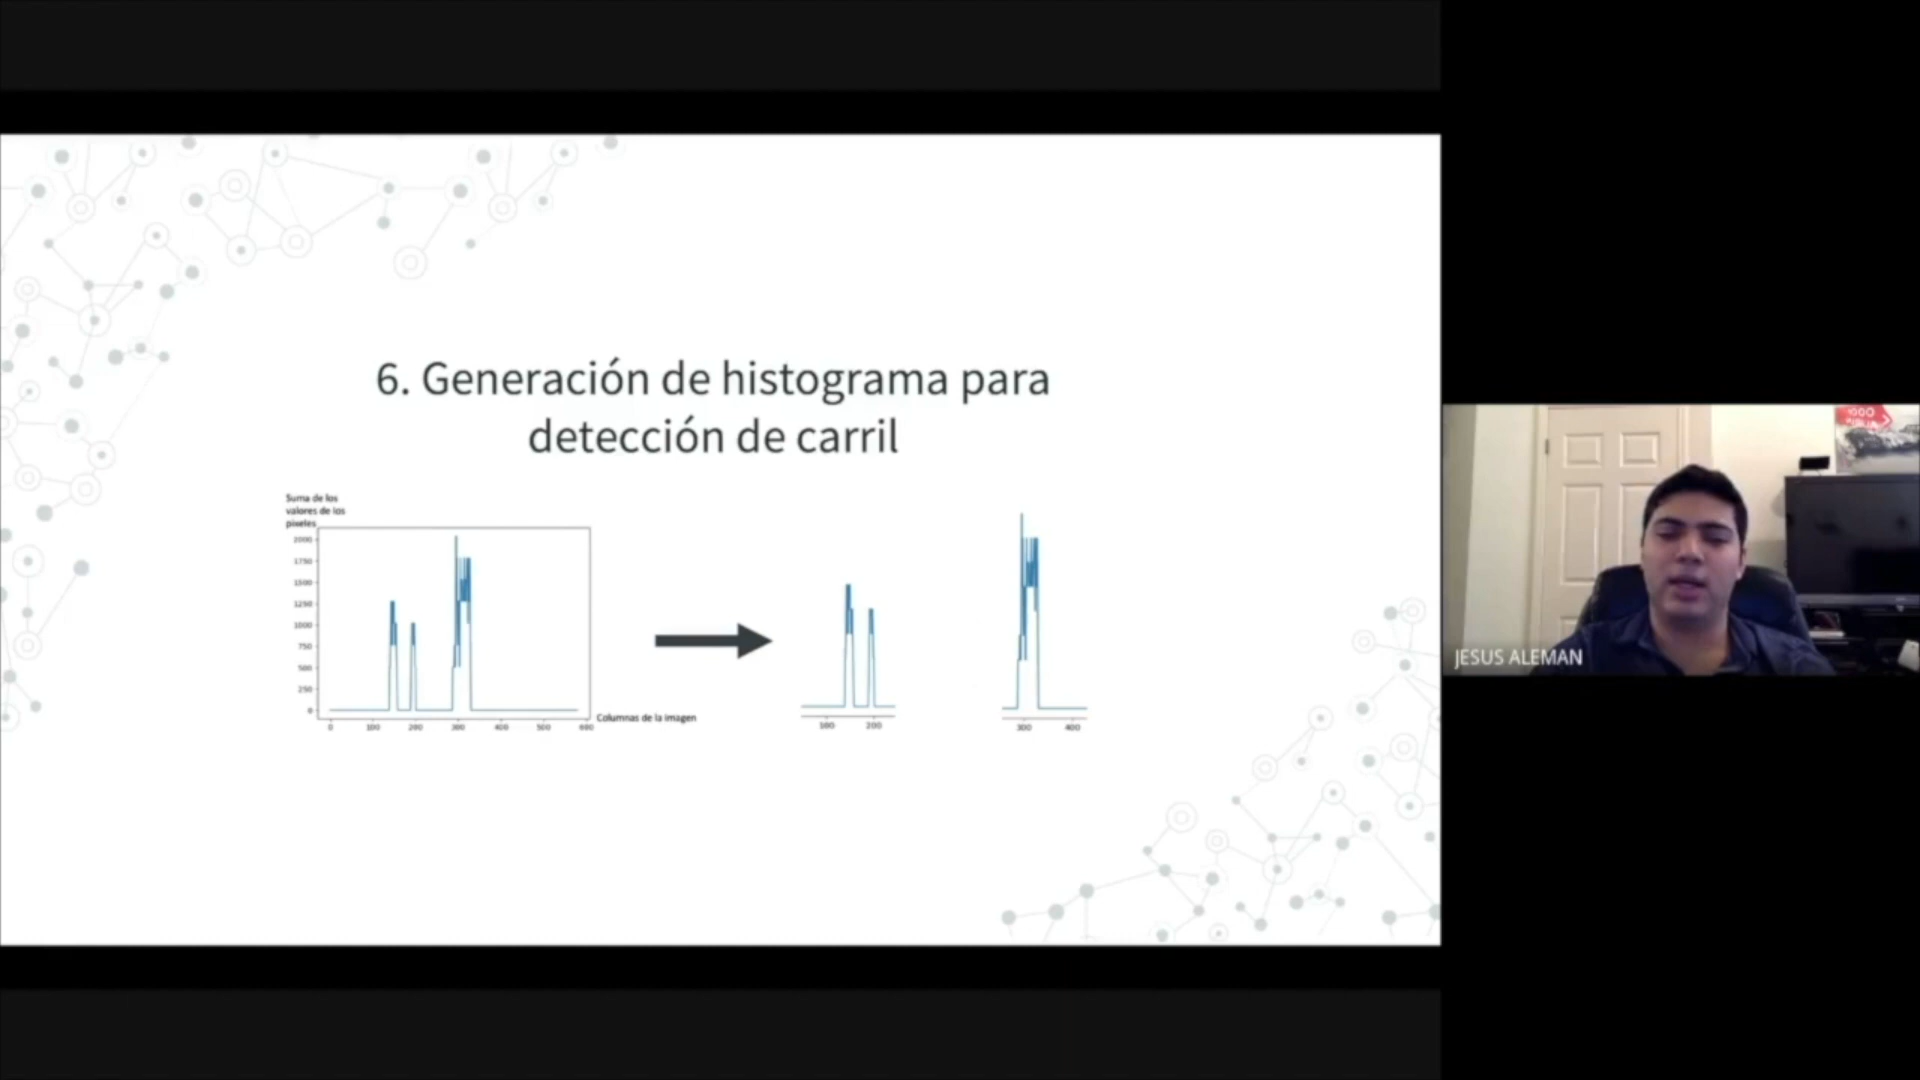 6. Generación de histograma para
detección de carril
Suma de los
valores de los
pixeles
2000
1750
1500
1250
1000
750
500
250
0
0 100 200 300 400 500 600
Columnas de la imagen
100 200
300 400
JESUS ALEMAN